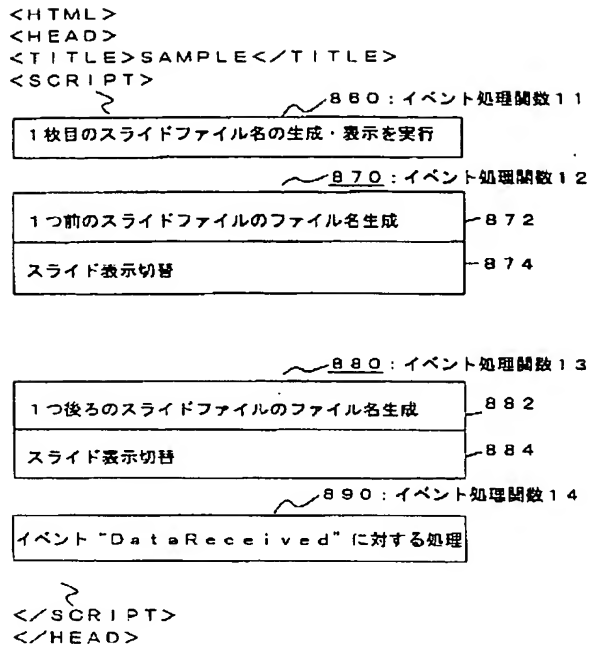 <HTML>
<HEAD>
<TITLE>SAMPLE</TITLE>
<SCRIPT>
860:イベント処理関数11
1枚目のスライドファイル名の生成・表示を実行
870:イベント処理関数12
1つ前のスライドファイルのファイル名生成
872
スライド表示切替
874
880:イベント処理関数13
1つ後ろのスライドファイルのファイル名生成
882
スライド表示切替
884
890:イベント処理関数14
イベント"DataReceived"に対する処理
</SCRIPT>
</HEAD>